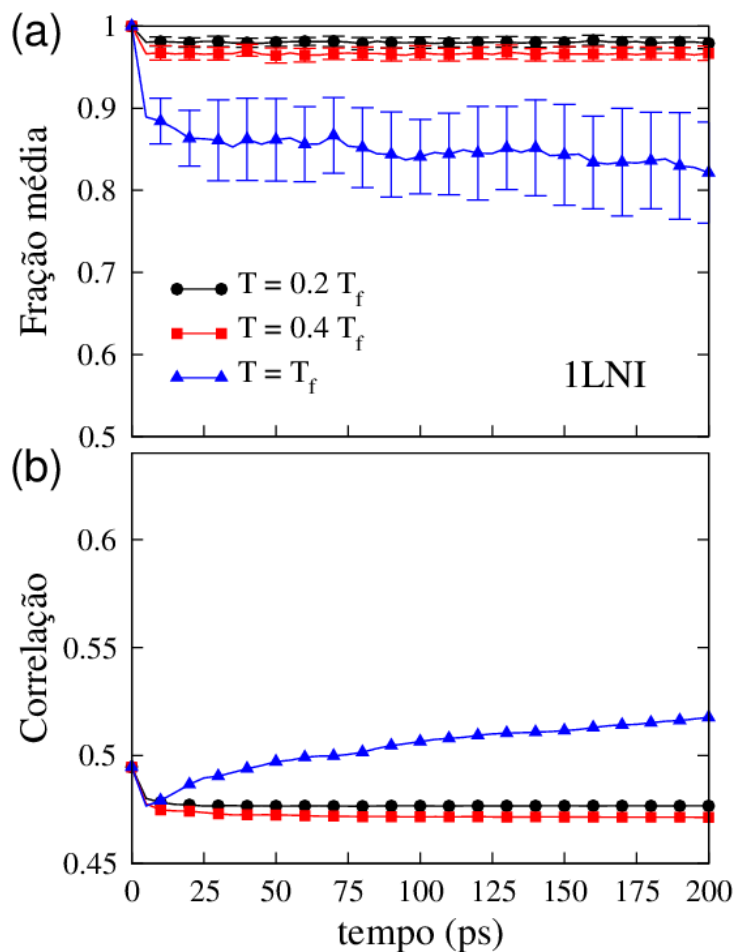 (a)
1
0.9
0.8
0.7
0.6
0.5
Fração média
T = 0.2 T_f
T = 0.4 T_f
T = T_f
1LNI
(b)
0.6
0.55
0.5
0.45
Correlação
0 25 50 75 100 125 150 175 200
tempo (ps)